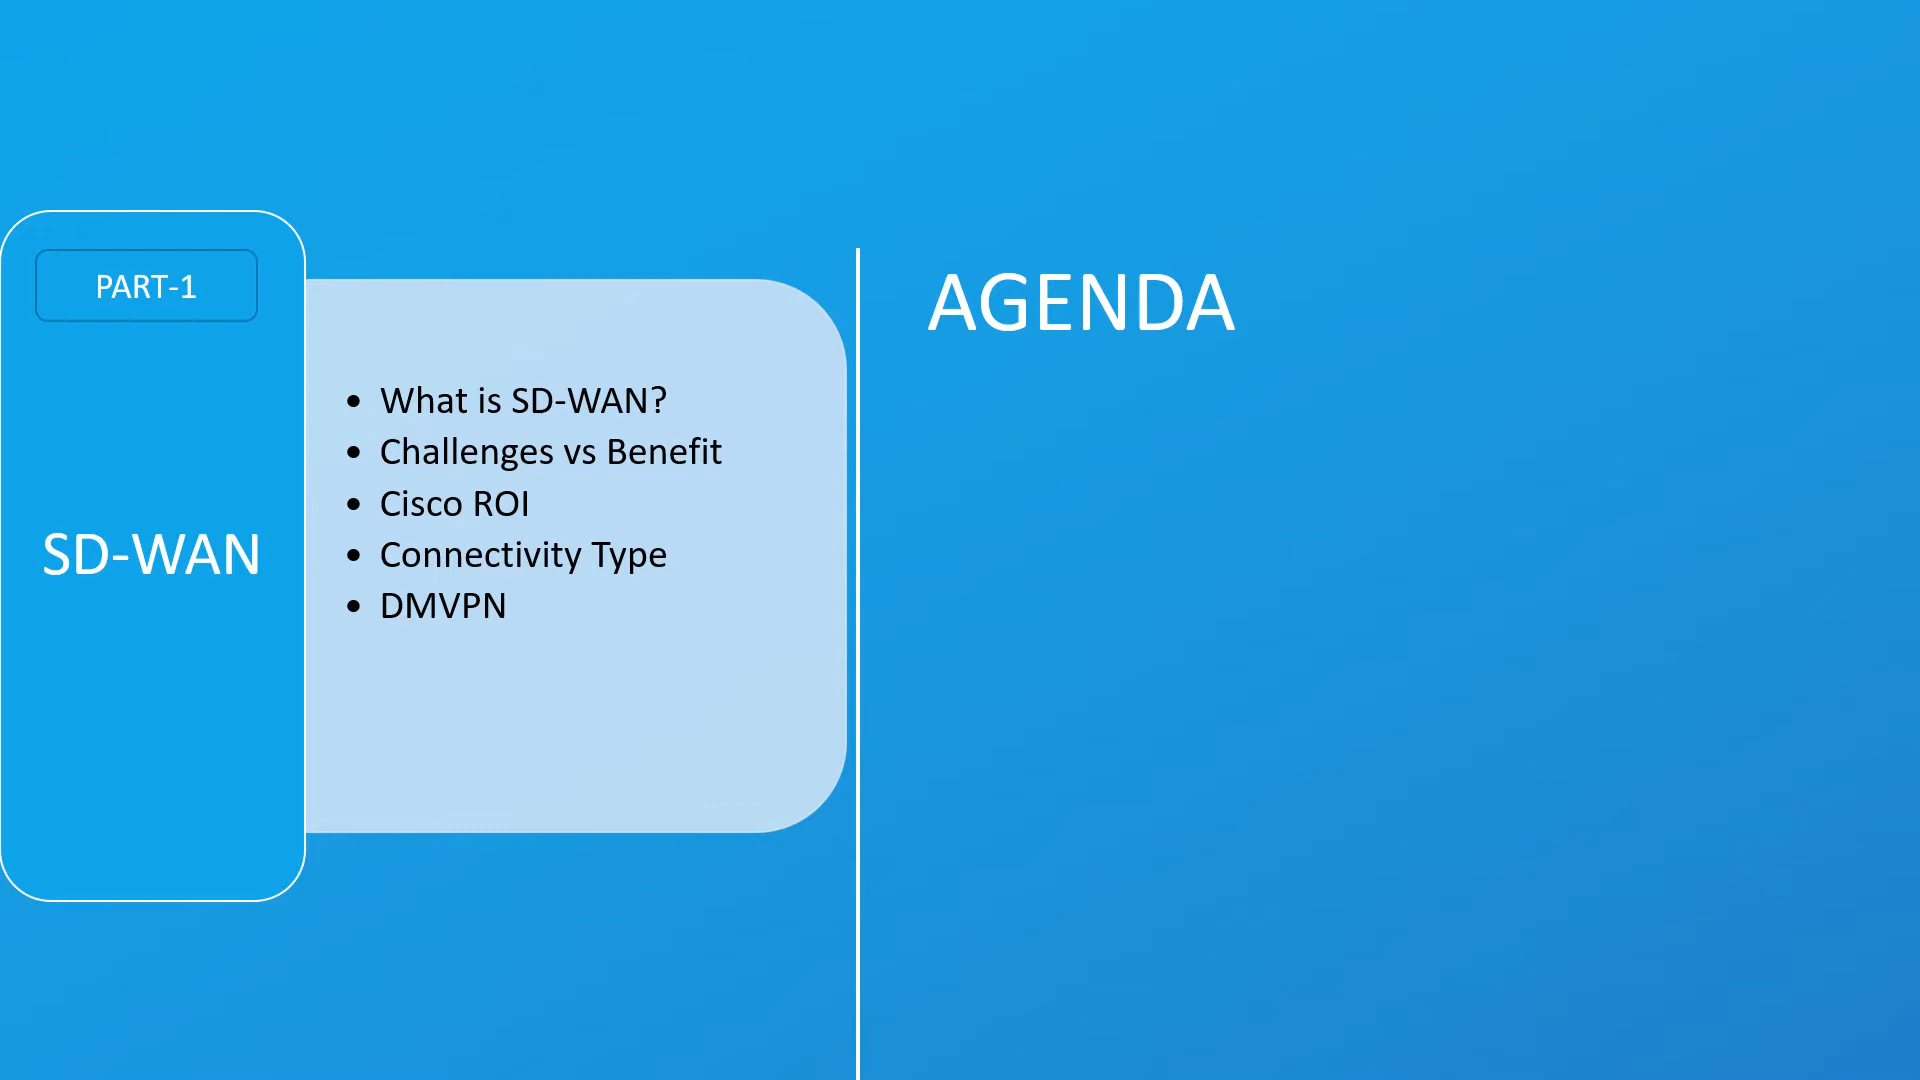 PART-1
SD-WAN
• What is SD-WAN?
• Challenges vs Benefit
• Cisco ROI
• Connectivity Type
• DMVPN
AGENDA